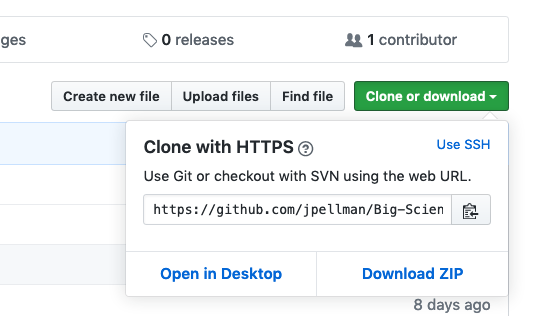 ges 0 releases 1 contributor
Create new file Upload files Find file Clone or download
Clone with HTTPS ? Use SSH
Use Git or checkout with SVN using the web URL.
https://github.com/jpellman/Big-Scien
Open in Desktop Download ZIP
8 days ago